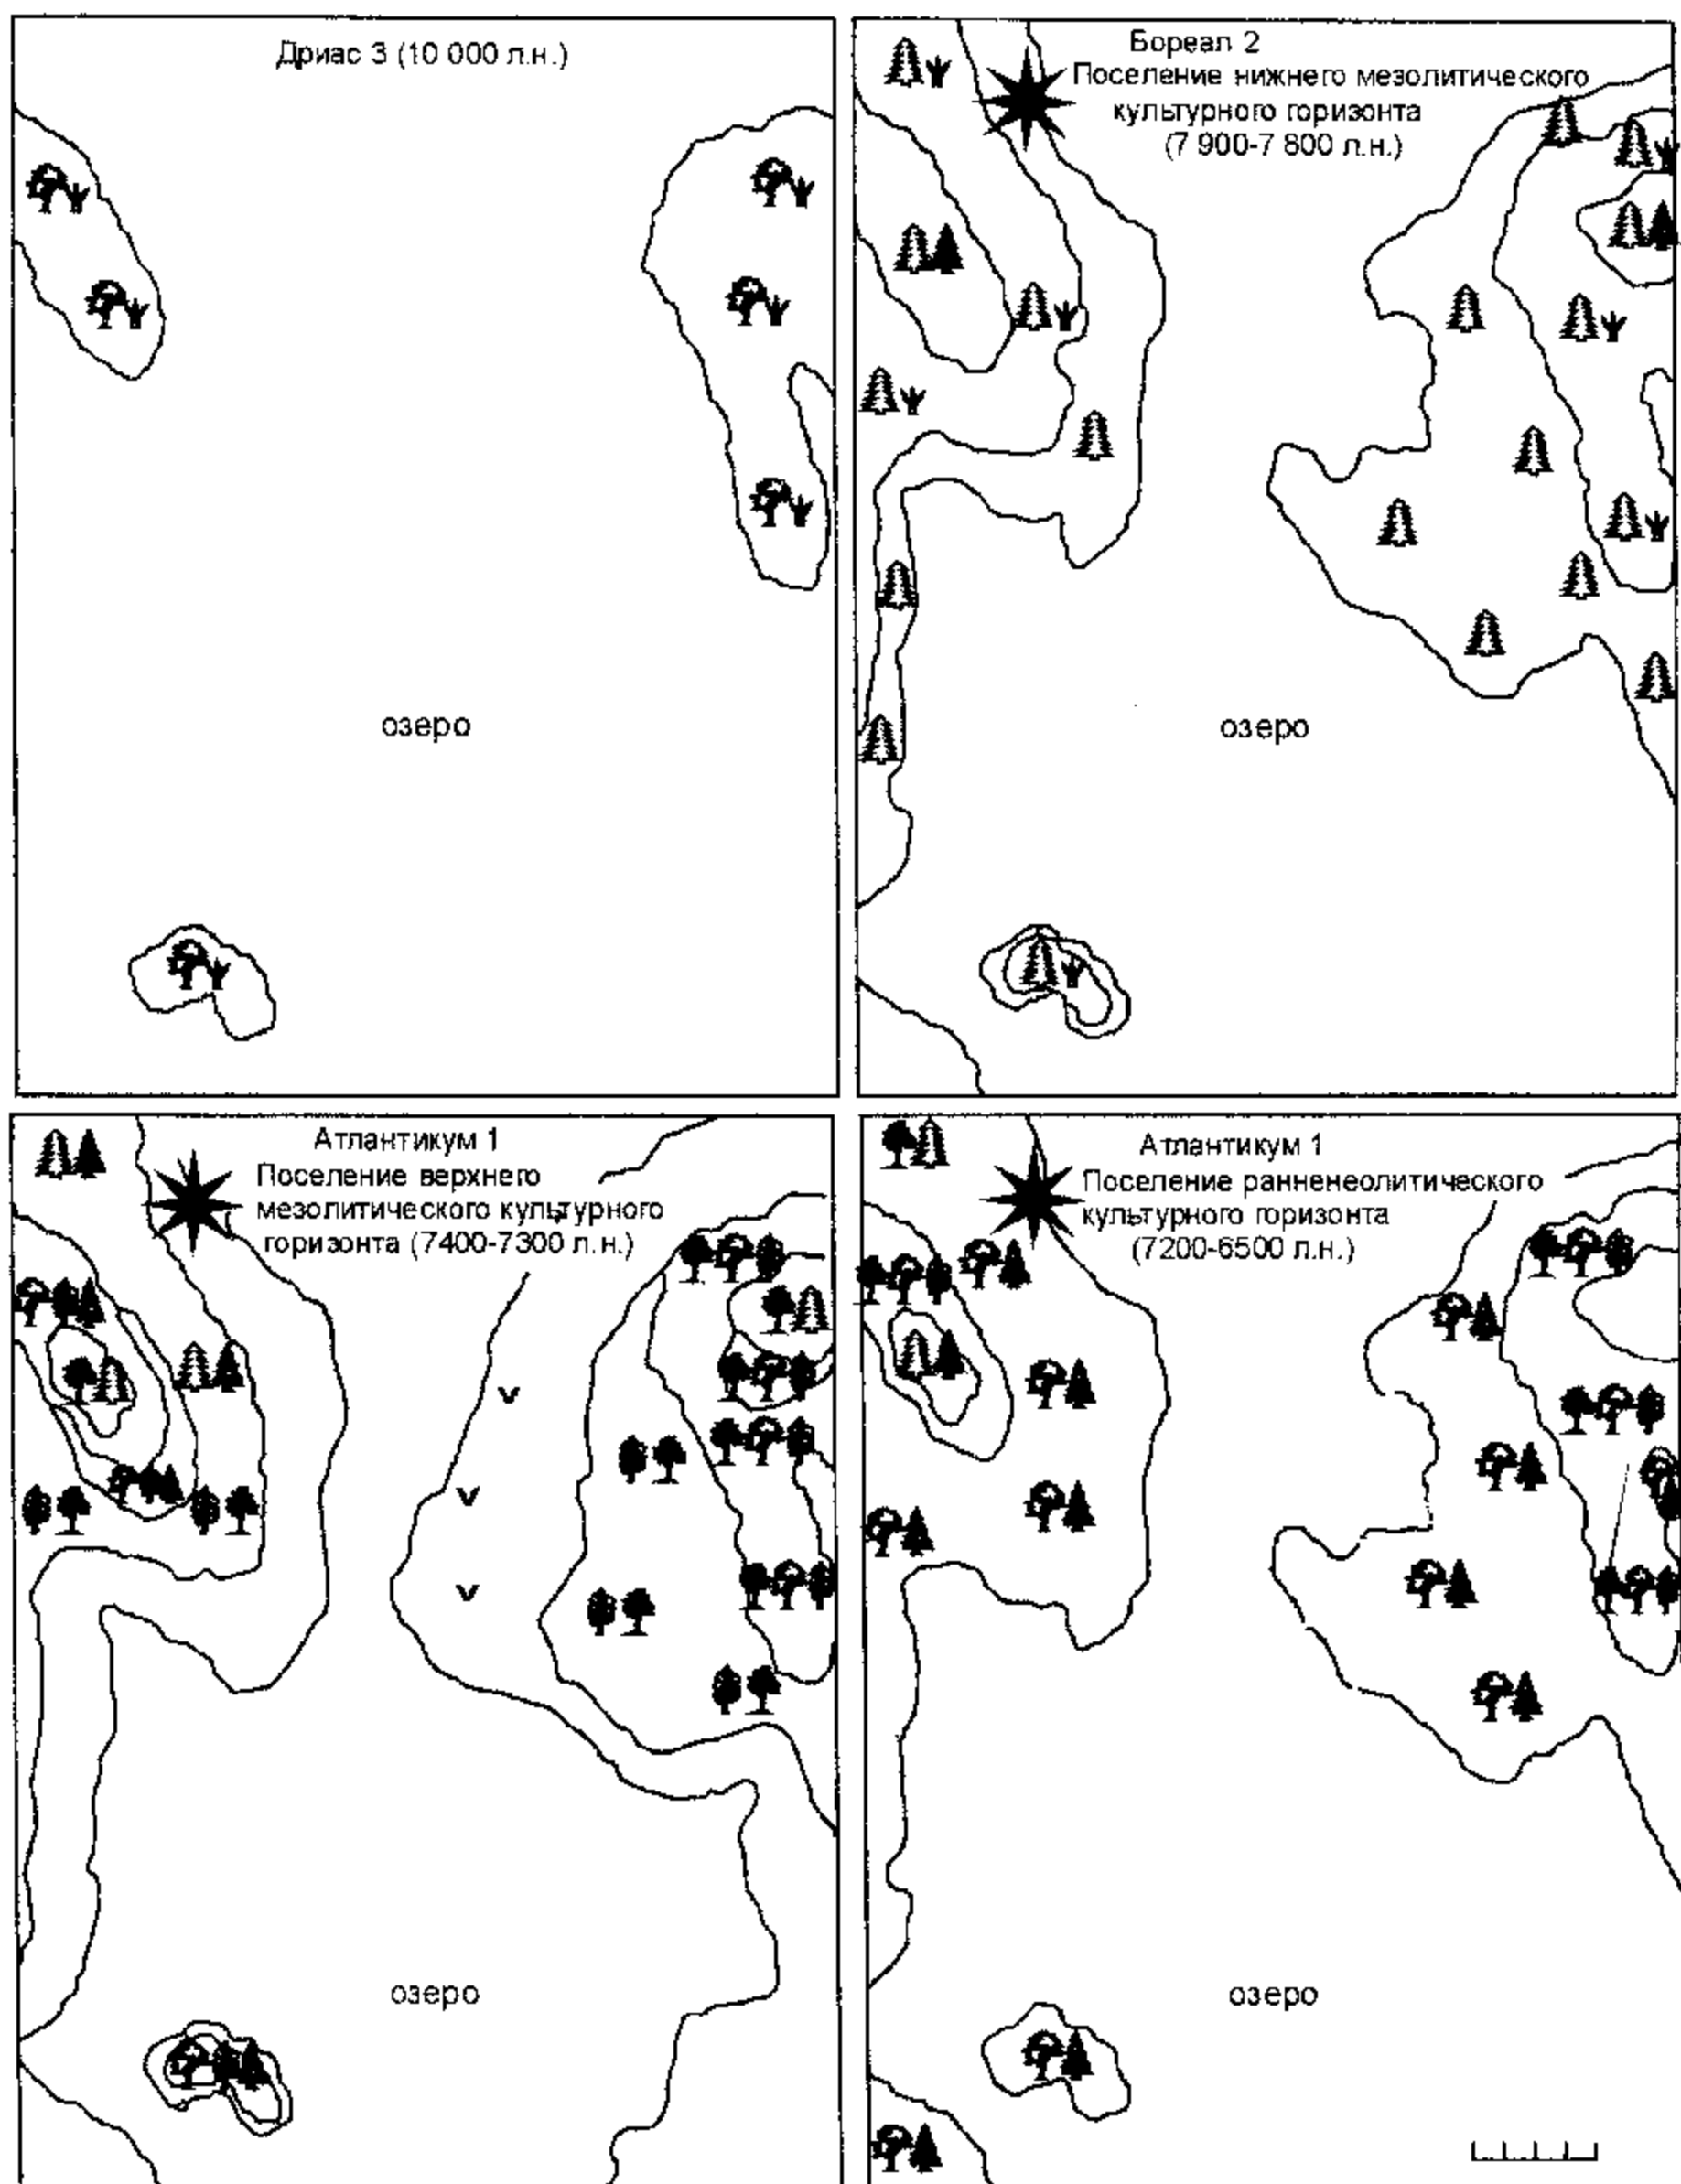 Дриас 3 (10 000 л.н.)
озеро
Бореал 2
Поселение нижнего мезолитического
культурного горизонта
(7 900-7 800 л.н.)
озеро
Атлантикум 1
Поселение верхнего
мезолитического культурного
горизонта (7400-7300 л.н.)
озеро
Атлантикум 1
Поселение ранненеолитического
культурного горизонта
(7200-6500 л.н.)
озеро